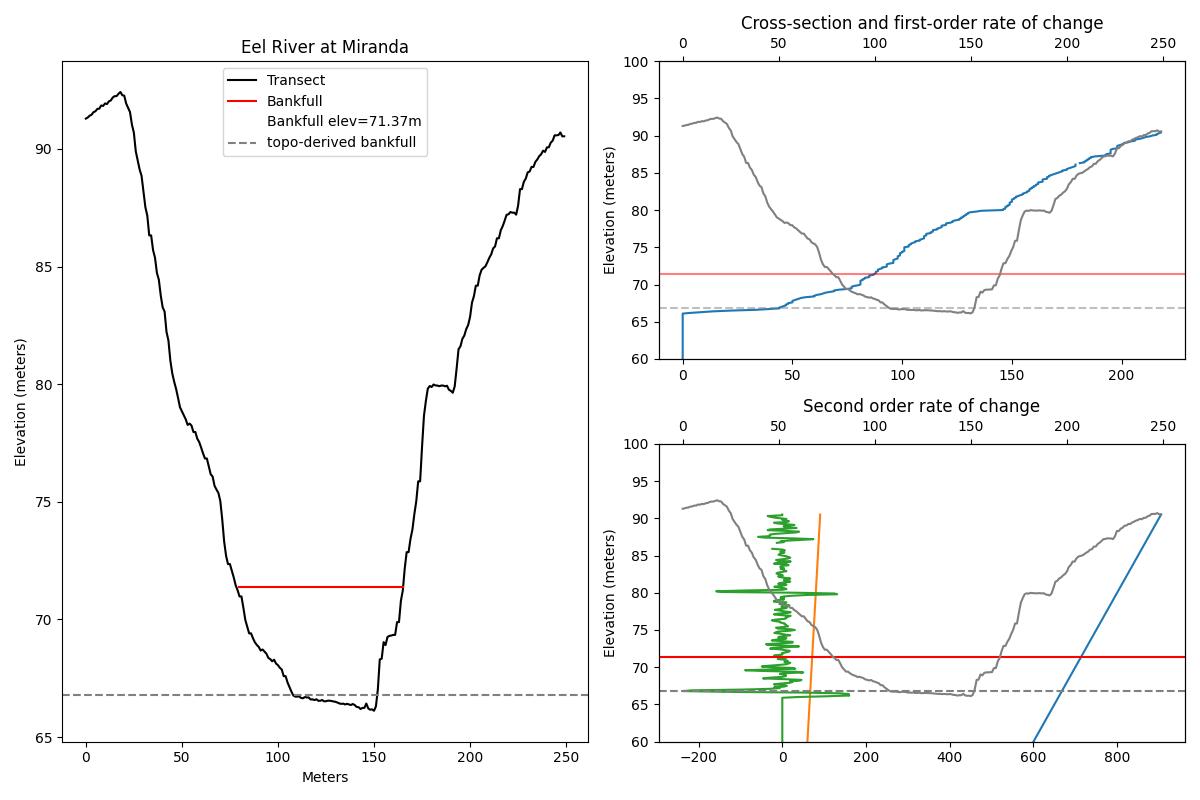 Eel River at Miranda
Transect
Bankfull
Bankfull elev=71.37m
topo-derived bankfull
Elevation (meters)
90
85
80
75
70
65
0 50 100 150 200 250
Meters
Cross-section and first-order rate of change
0 50 100 150 200 250
Elevation (meters)
100
95
90
85
80
75
70
65
60
0 50 100 150 200
Second order rate of change
0 50 100 150 200 250
Elevation (meters)
100
95
90
85
80
75
70
65
60
−200 0 200 400 600 800